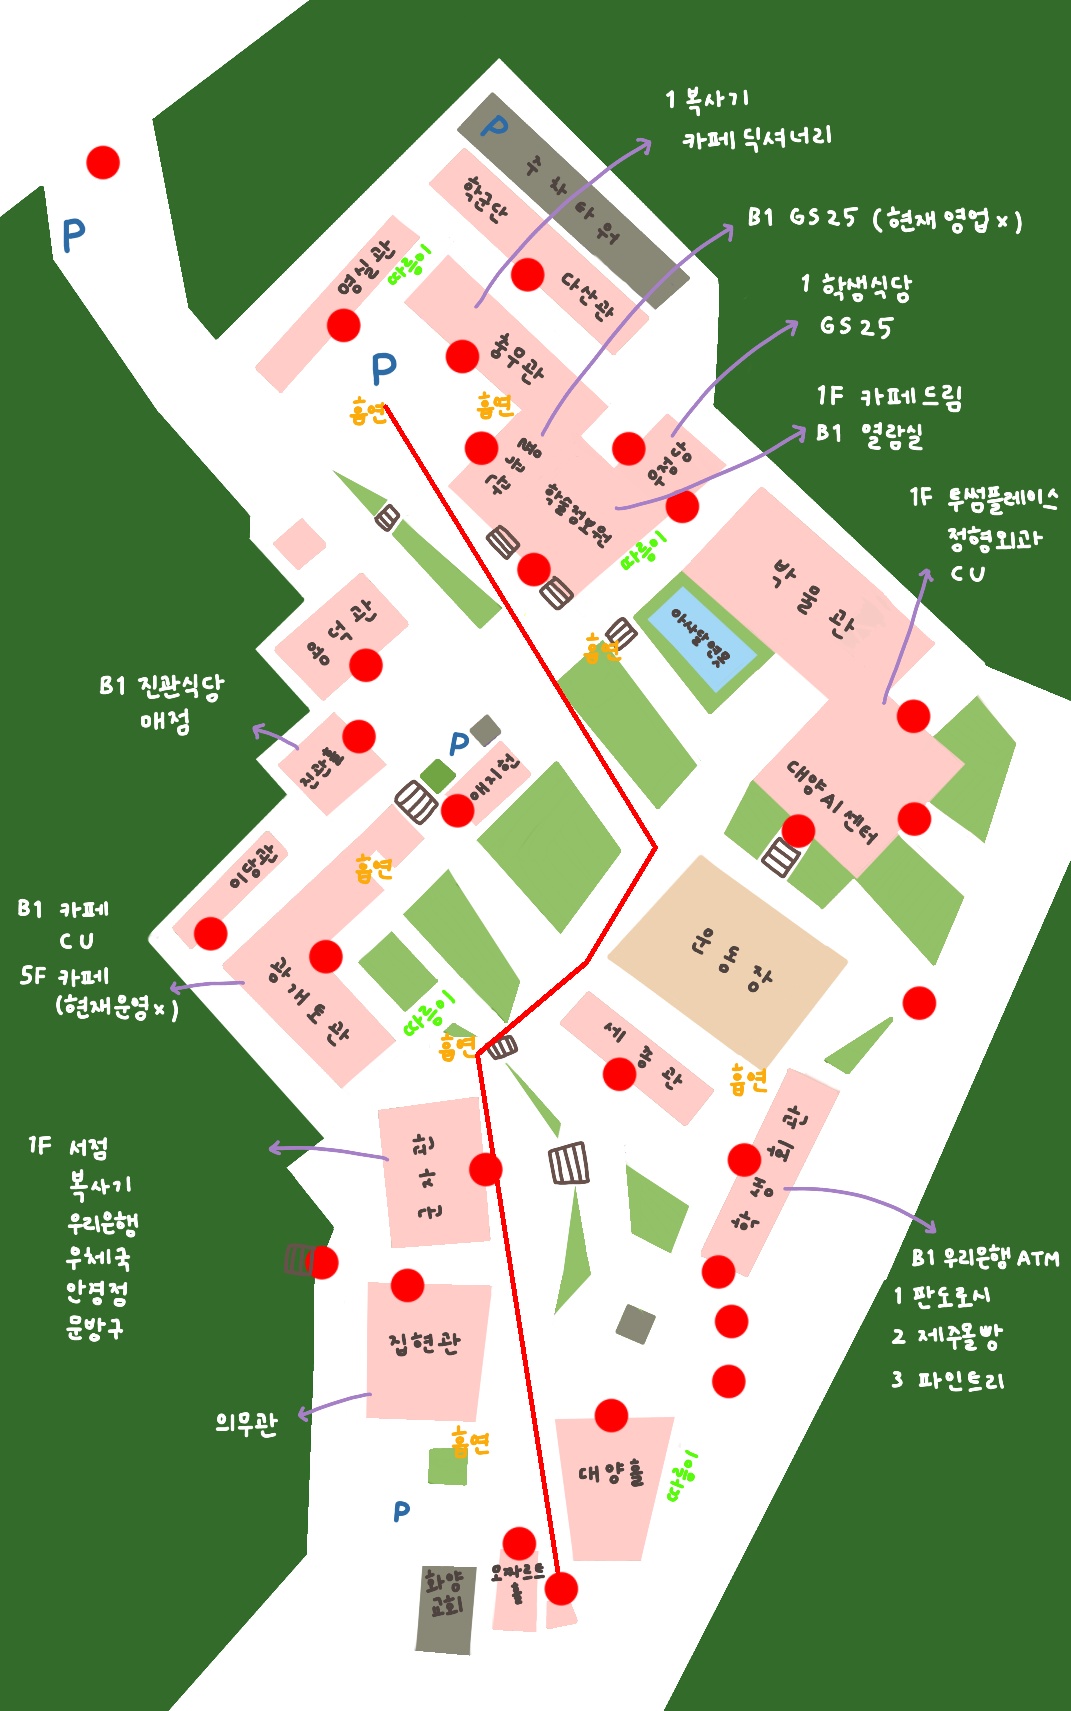 1 복사기
카페 딕셔너리
P
주차타워
학군단
B1 GS25 (현재 영업x)
P
영실관
따릉이
다산관
1 학생식당
GS25
충무관
P
흡연
흡연
1F 카페드림
B1 열람실
율곡관
우정당
학술정보원
1F 투썸플레이스
정형외과
CU
따릉이
박물관
용덕관
흡연
아사달연못
B1 진관식당
매점
진관홀
P
애지헌
대양AI센터
이당관
흡연
B1 카페
CU
5F 카페
(현재운영x)
광개토관
운동장
따릉이
흡연
세종관
흡연
학생회관
1F 서점
복사기
우리은행
우체국
안경점
문방구
군자관
B1 우리은행 ATM
1 판도로시
2 제주몰빵
3 파인트리
집현관
의무관
흡연
대양홀
따릉이
P
화양
교회
모짜르트
홀